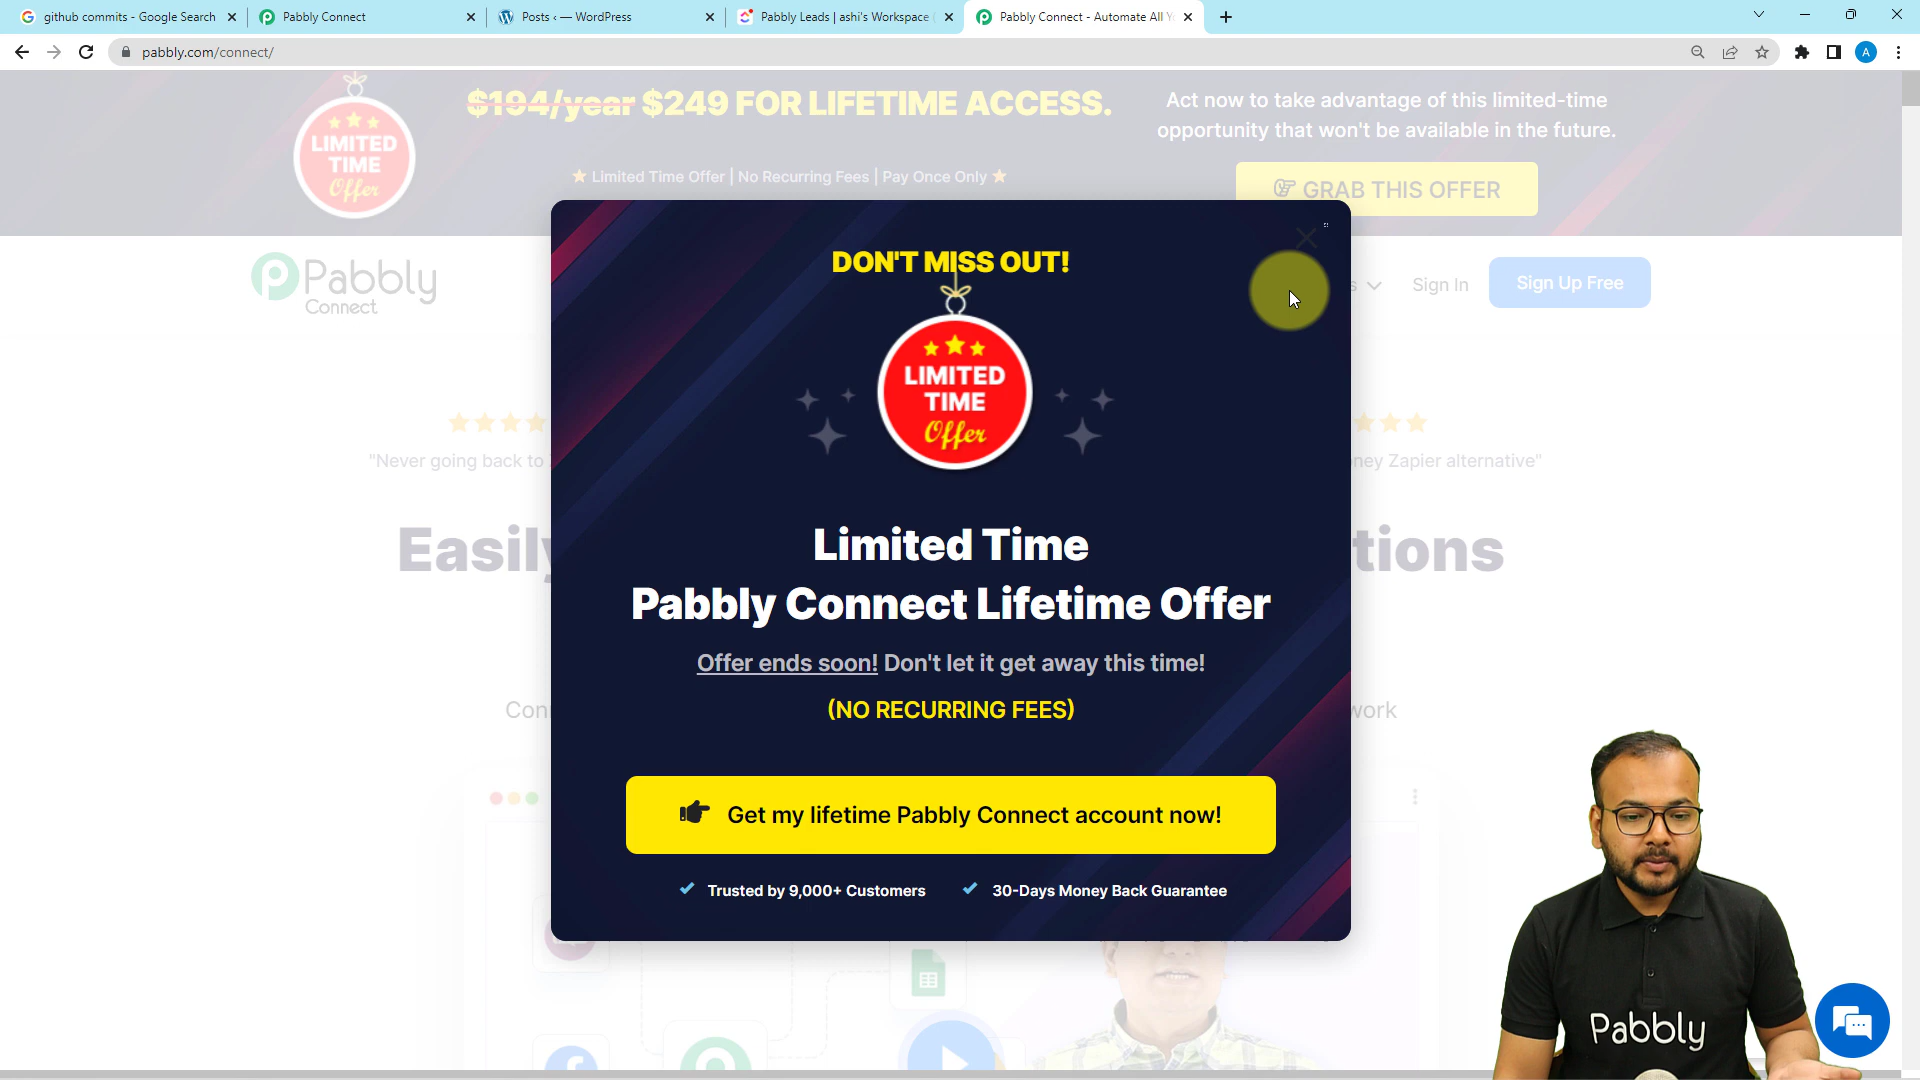 github commits - Google Search
Pabbly Connect
Posts ‹ — WordPress
Pabbly Leads | ashi's Workspace
Pabbly Connect - Automate All Y
pabbly.com/connect/
A
LIMITED
TIME
Offer
$194/year $249 FOR LIFETIME ACCESS.
Limited Time Offer | No Recurring Fees | Pay Once Only
Act now to take advantage of this limited-time
opportunity that won't be available in the future.
GRAB THIS OFFER
Pabbly
Connect
Sign In
Sign Up Free
DON'T MISS OUT!
LIMITED
TIME
Offer
"Never going back to
ney Zapier alternative"
Easily
tions
Limited Time
Pabbly Connect Lifetime Offer
Offer ends soon! Don't let it get away this time!
(NO RECURRING FEES)
Con
work
Get my lifetime Pabbly Connect account now!
Trusted by 9,000+ Customers
30-Days Money Back Guarantee
Pabbly